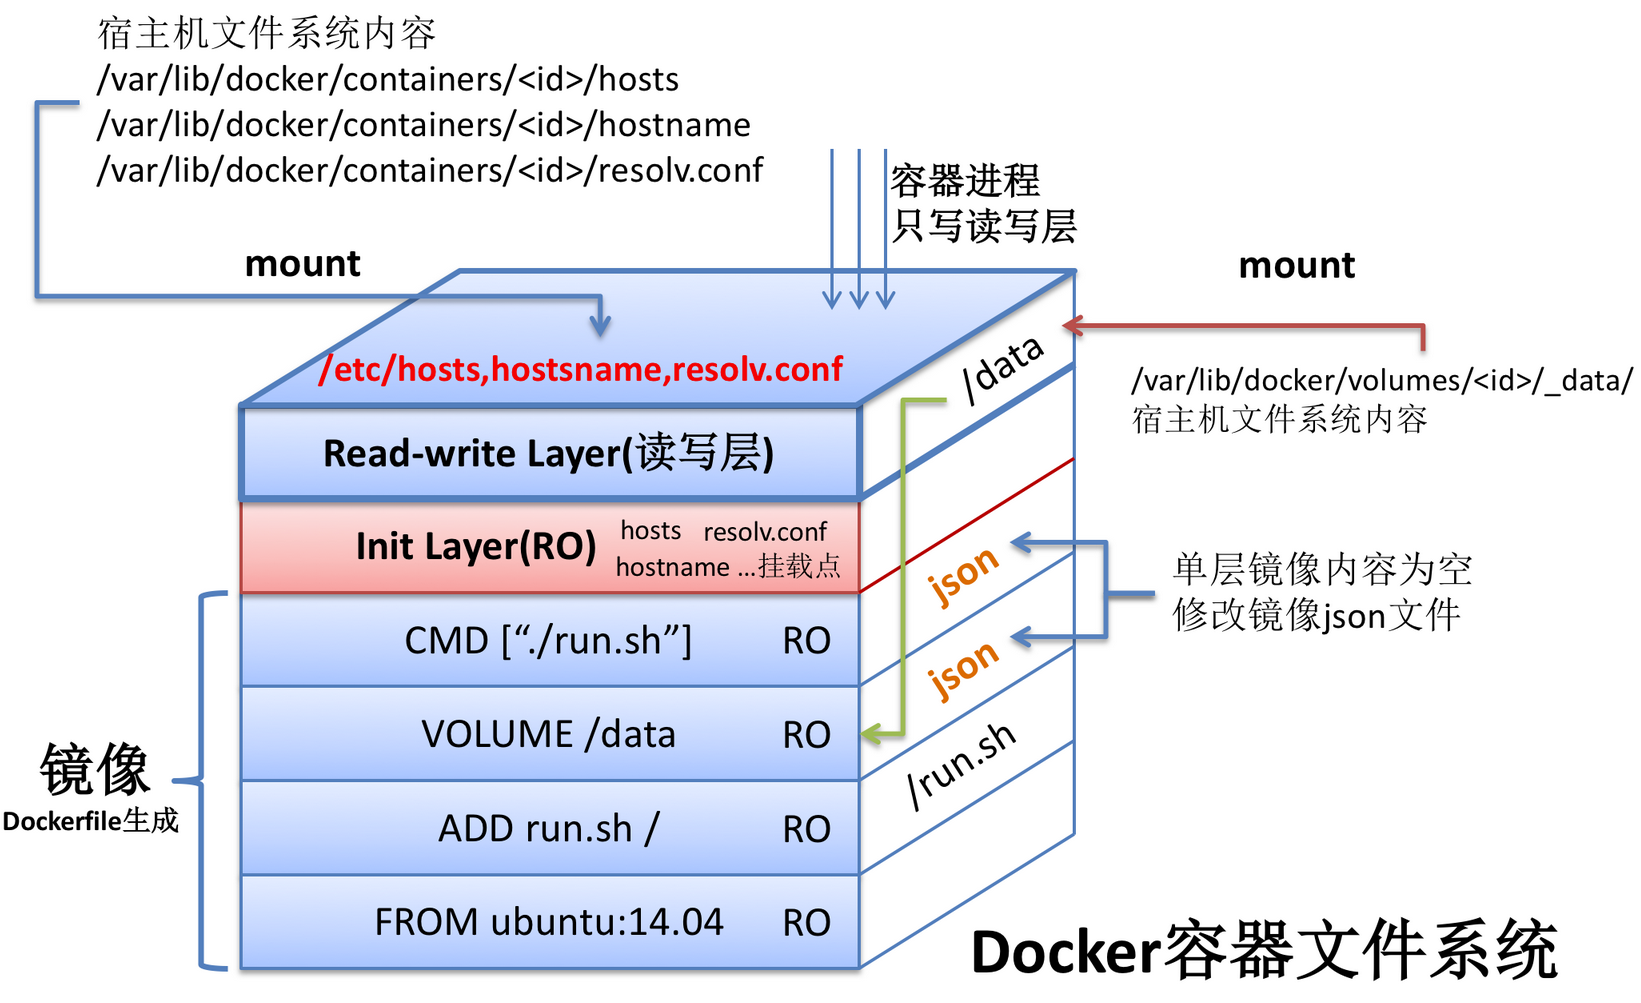 宿主机文件系统内容
/var/lib/docker/containers/<id>/hosts
/var/lib/docker/containers/<id>/hostname
/var/lib/docker/containers/<id>/resolv.conf
容器进程
只写读写层
mount
mount
/etc/hosts,hostsname,resolv.conf
/data
/var/lib/docker/volumes/<id>/_data/
宿主机文件系统内容
Read-write Layer(读写层)
Init Layer(RO)
hosts resolv.conf
hostname ...挂载点
json
单层镜像内容为空
修改镜像json文件
CMD [“./run.sh”] RO
json
VOLUME /data RO
/run.sh
镜像
Dockerfile生成
ADD run.sh / RO
FROM ubuntu:14.04 RO
Docker容器文件系统